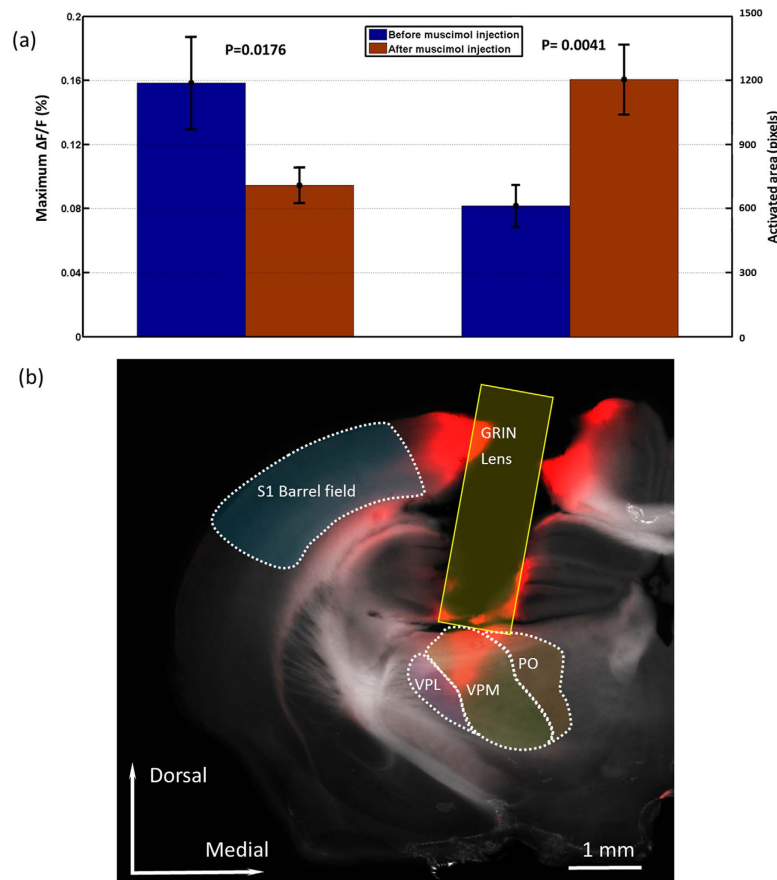 (a)
0.2
0.16
0.12
0.08
0.04
0
Maximum ΔF/F (%)
P=0.0176
Before muscimol injection
After muscimol injection
P= 0.0041
1500
1200
900
600
300
0
Activated area (pixels)
(b)
GRIN
Lens
S1 Barrel field
PO
VPL
VPM
Dorsal
Medial
1 mm